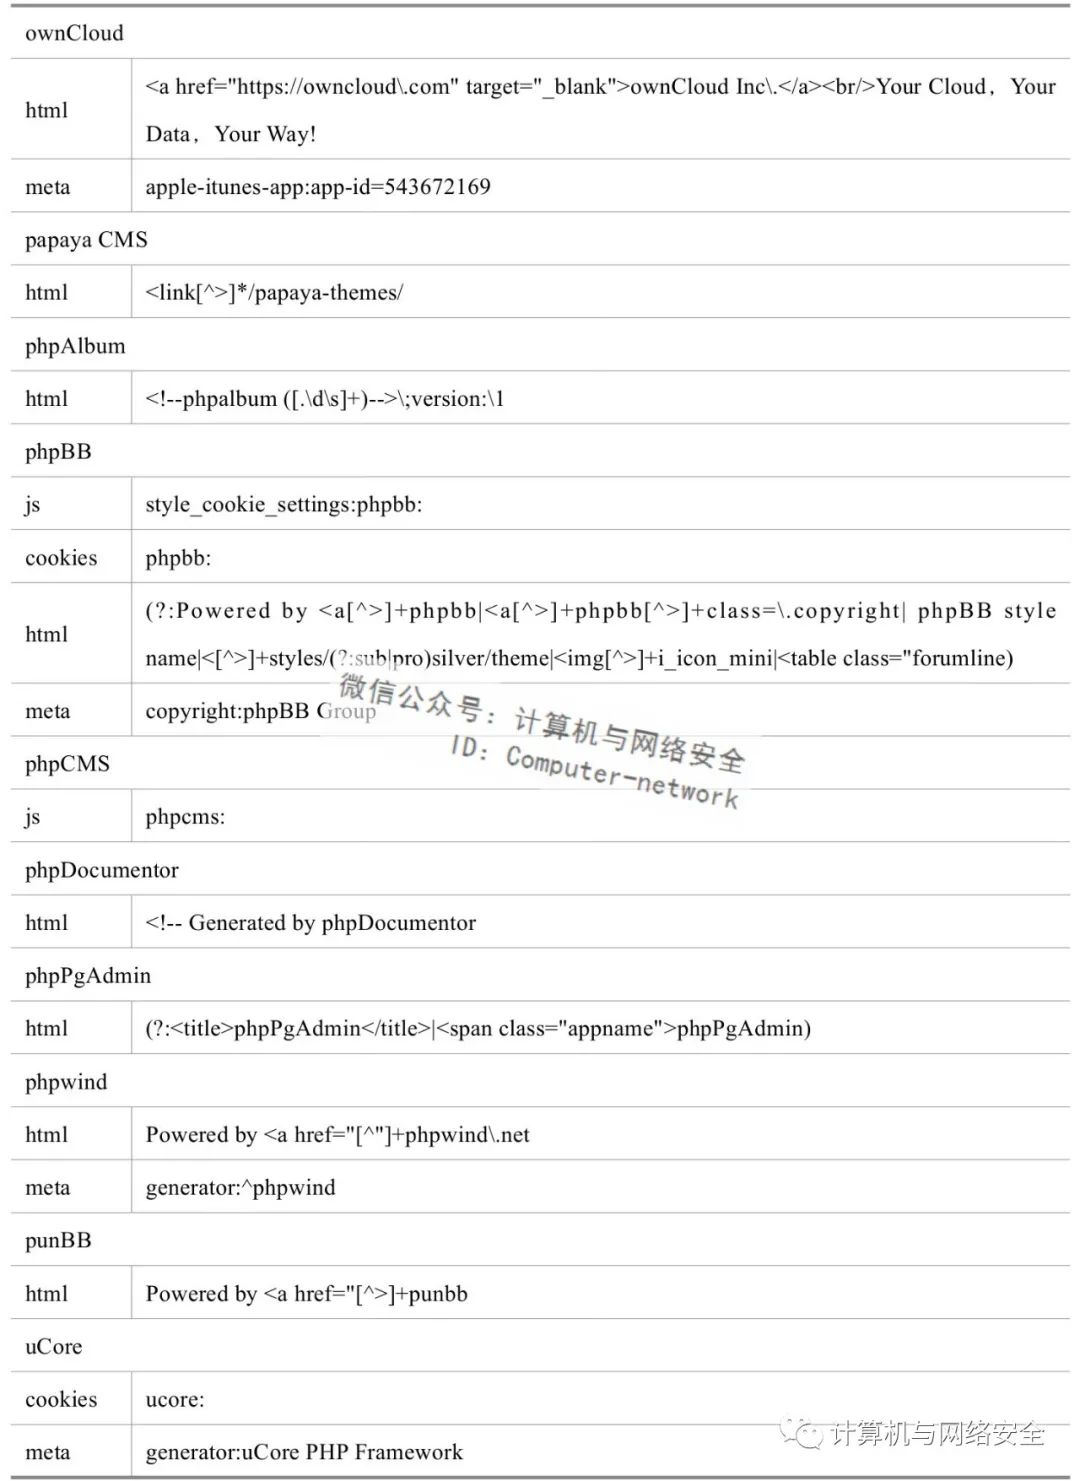 ownCloud
html
<a href="https://owncloud\.com" target="_blank">ownCloud Inc\.</a><br/>Your Cloud，Your
Data，Your Way!
meta
apple-itunes-app:app-id=543672169
papaya CMS
html
<link[^>]*/papaya-themes/
phpAlbum
html
<!--phpalbum ([.\d\s]+)-->\;version:\1
phpBB
js
style_cookie_settings:phpbb:
cookies
phpbb:
html
(?:Powered by <a[^>]+phpbb|<a[^>]+phpbb[^>]+class=\.copyright| phpBB style
name|<[^>]+styles/(?:sub|pro)silver/theme|<img[^>]+i_icon_mini|<table class="forumline)
meta
copyright:phpBB Group
微信公众号：计算机与网络安全
ID：Computer-network
phpCMS
js
phpcms:
phpDocumentor
html
<!-- Generated by phpDocumentor
phpPgAdmin
html
(?:<title>phpPgAdmin</title>|<span class="appname">phpPgAdmin)
phpwind
html
Powered by <a href="[^"]+phpwind\.net
meta
generator:^phpwind
punBB
html
Powered by <a href="[^>]+punbb
uCore
cookies
ucore:
meta
generator:uCore PHP Framework
计算机与网络安全